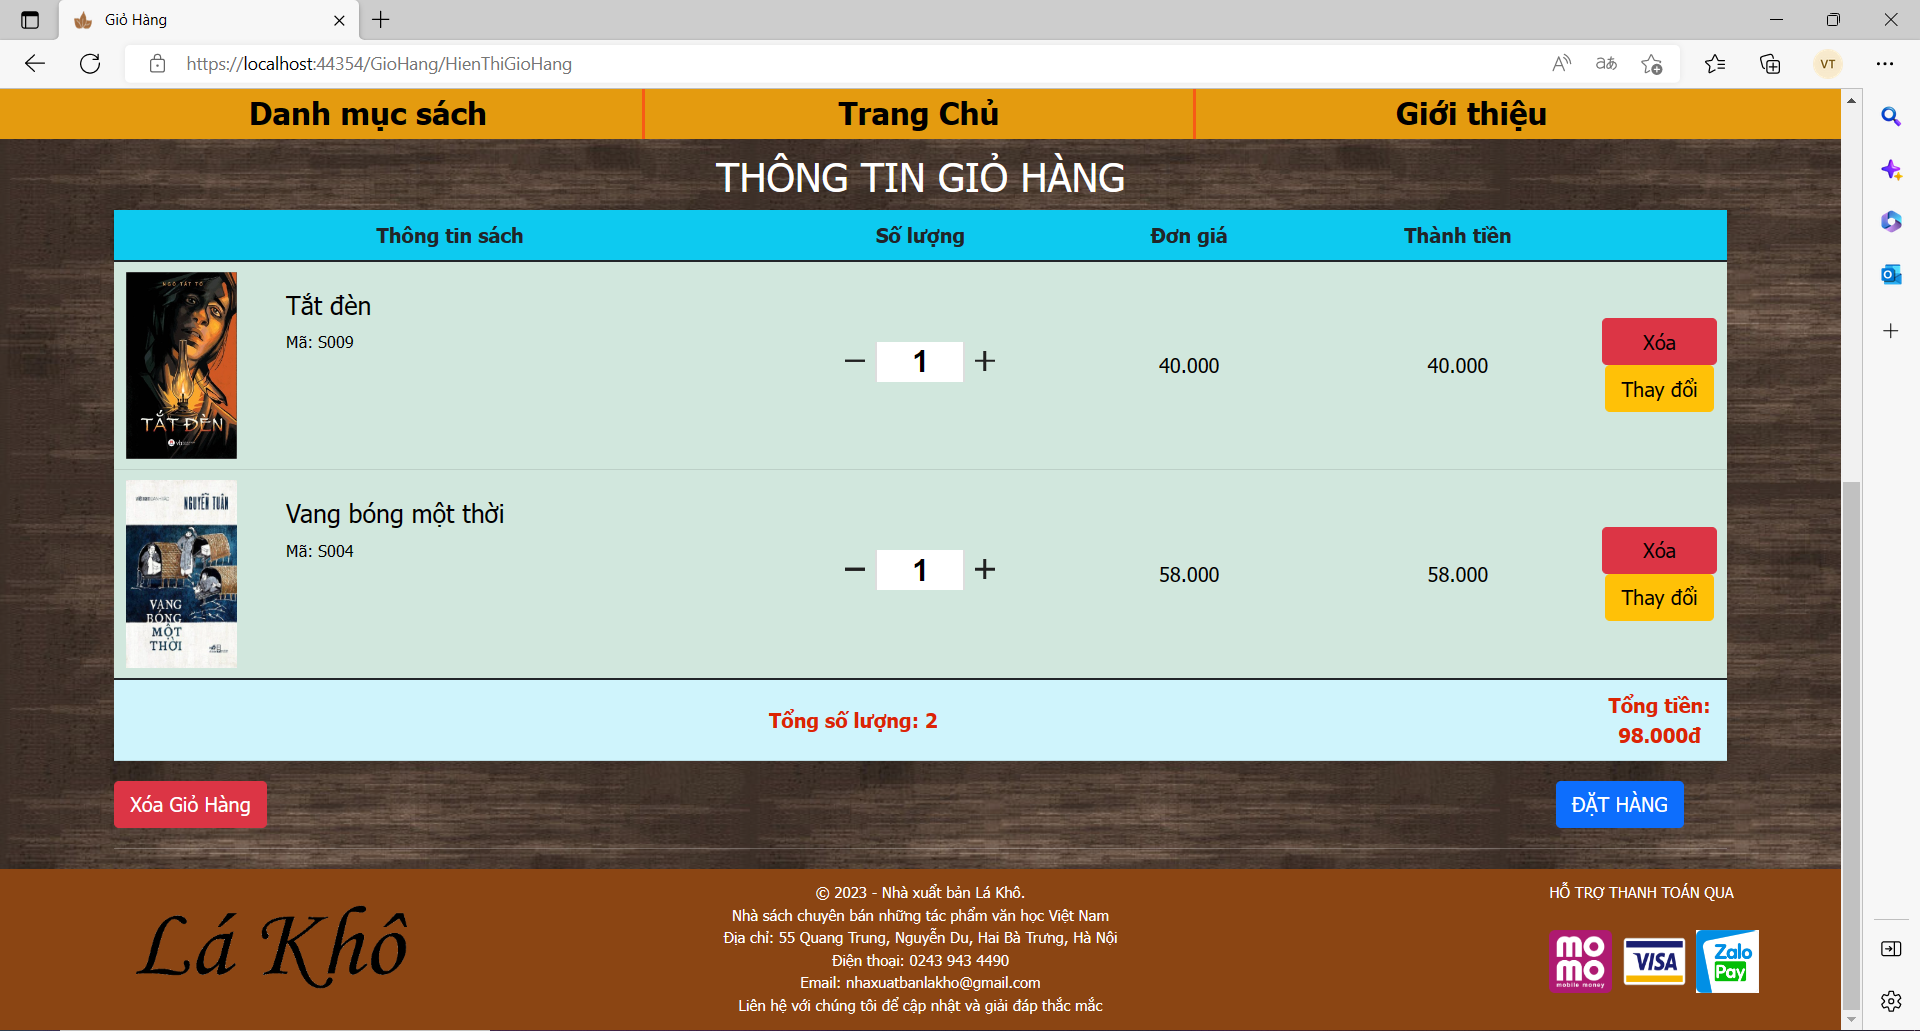 Giỏ Hàng
https://localhost:44354/GioHang/HienThiGioHang
VT
Danh mục sách
Trang Chủ
Giới thiệu
THÔNG TIN GIỎ HÀNG
Thông tin sách
Số lượng
Đơn giá
Thành tiền
NGÔ TẤT TỐ
TẮT ĐÈN
Tắt đèn
Mã: S009
1
40.000
40.000
Xóa
Thay đổi
NGUYỄN TUÂN
VANG
BÓNG
MỘT
THỜI
Vang bóng một thời
Mã: S004
1
58.000
58.000
Xóa
Thay đổi
Tổng số lượng: 2
Tổng tiền:
98.000đ
Xóa Giỏ Hàng
ĐẶT HÀNG
Lá Khô
© 2023 - Nhà xuất bản Lá Khô.
Nhà sách chuyên bán những tác phẩm văn học Việt Nam
Địa chỉ: 55 Quang Trung, Nguyễn Du, Hai Bà Trưng, Hà Nội
Điện thoại: 0243 943 4490
Email: nhaxuatbanlakho@gmail.com
Liên hệ với chúng tôi để cập nhật và giải đáp thắc mắc
HỖ TRỢ THANH TOÁN QUA
mo
mo
mobile money
VISA
Zalo
Pay